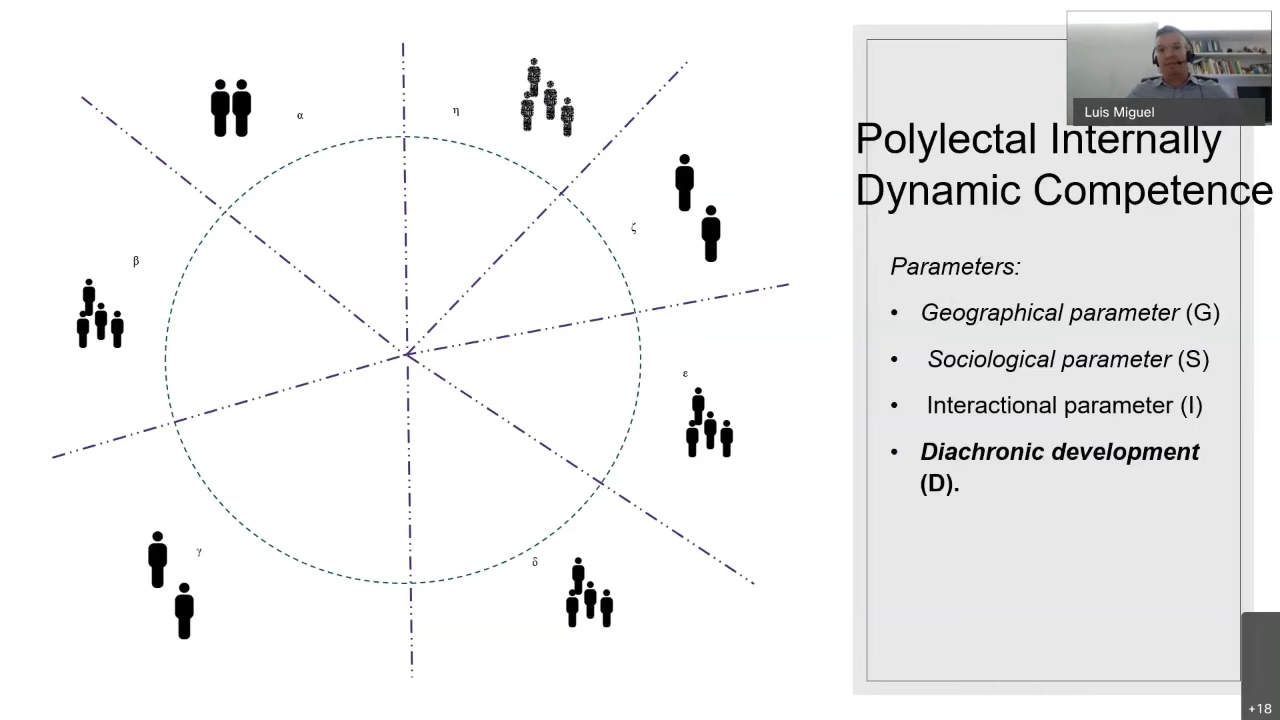 α
η
ζ
β
ε
γ
δ
Luis Miguel
Polylectal Internally
Dynamic Competence
Parameters:
• Geographical parameter (G)
• Sociological parameter (S)
• Interactional parameter (I)
• Diachronic development
(D).
+18